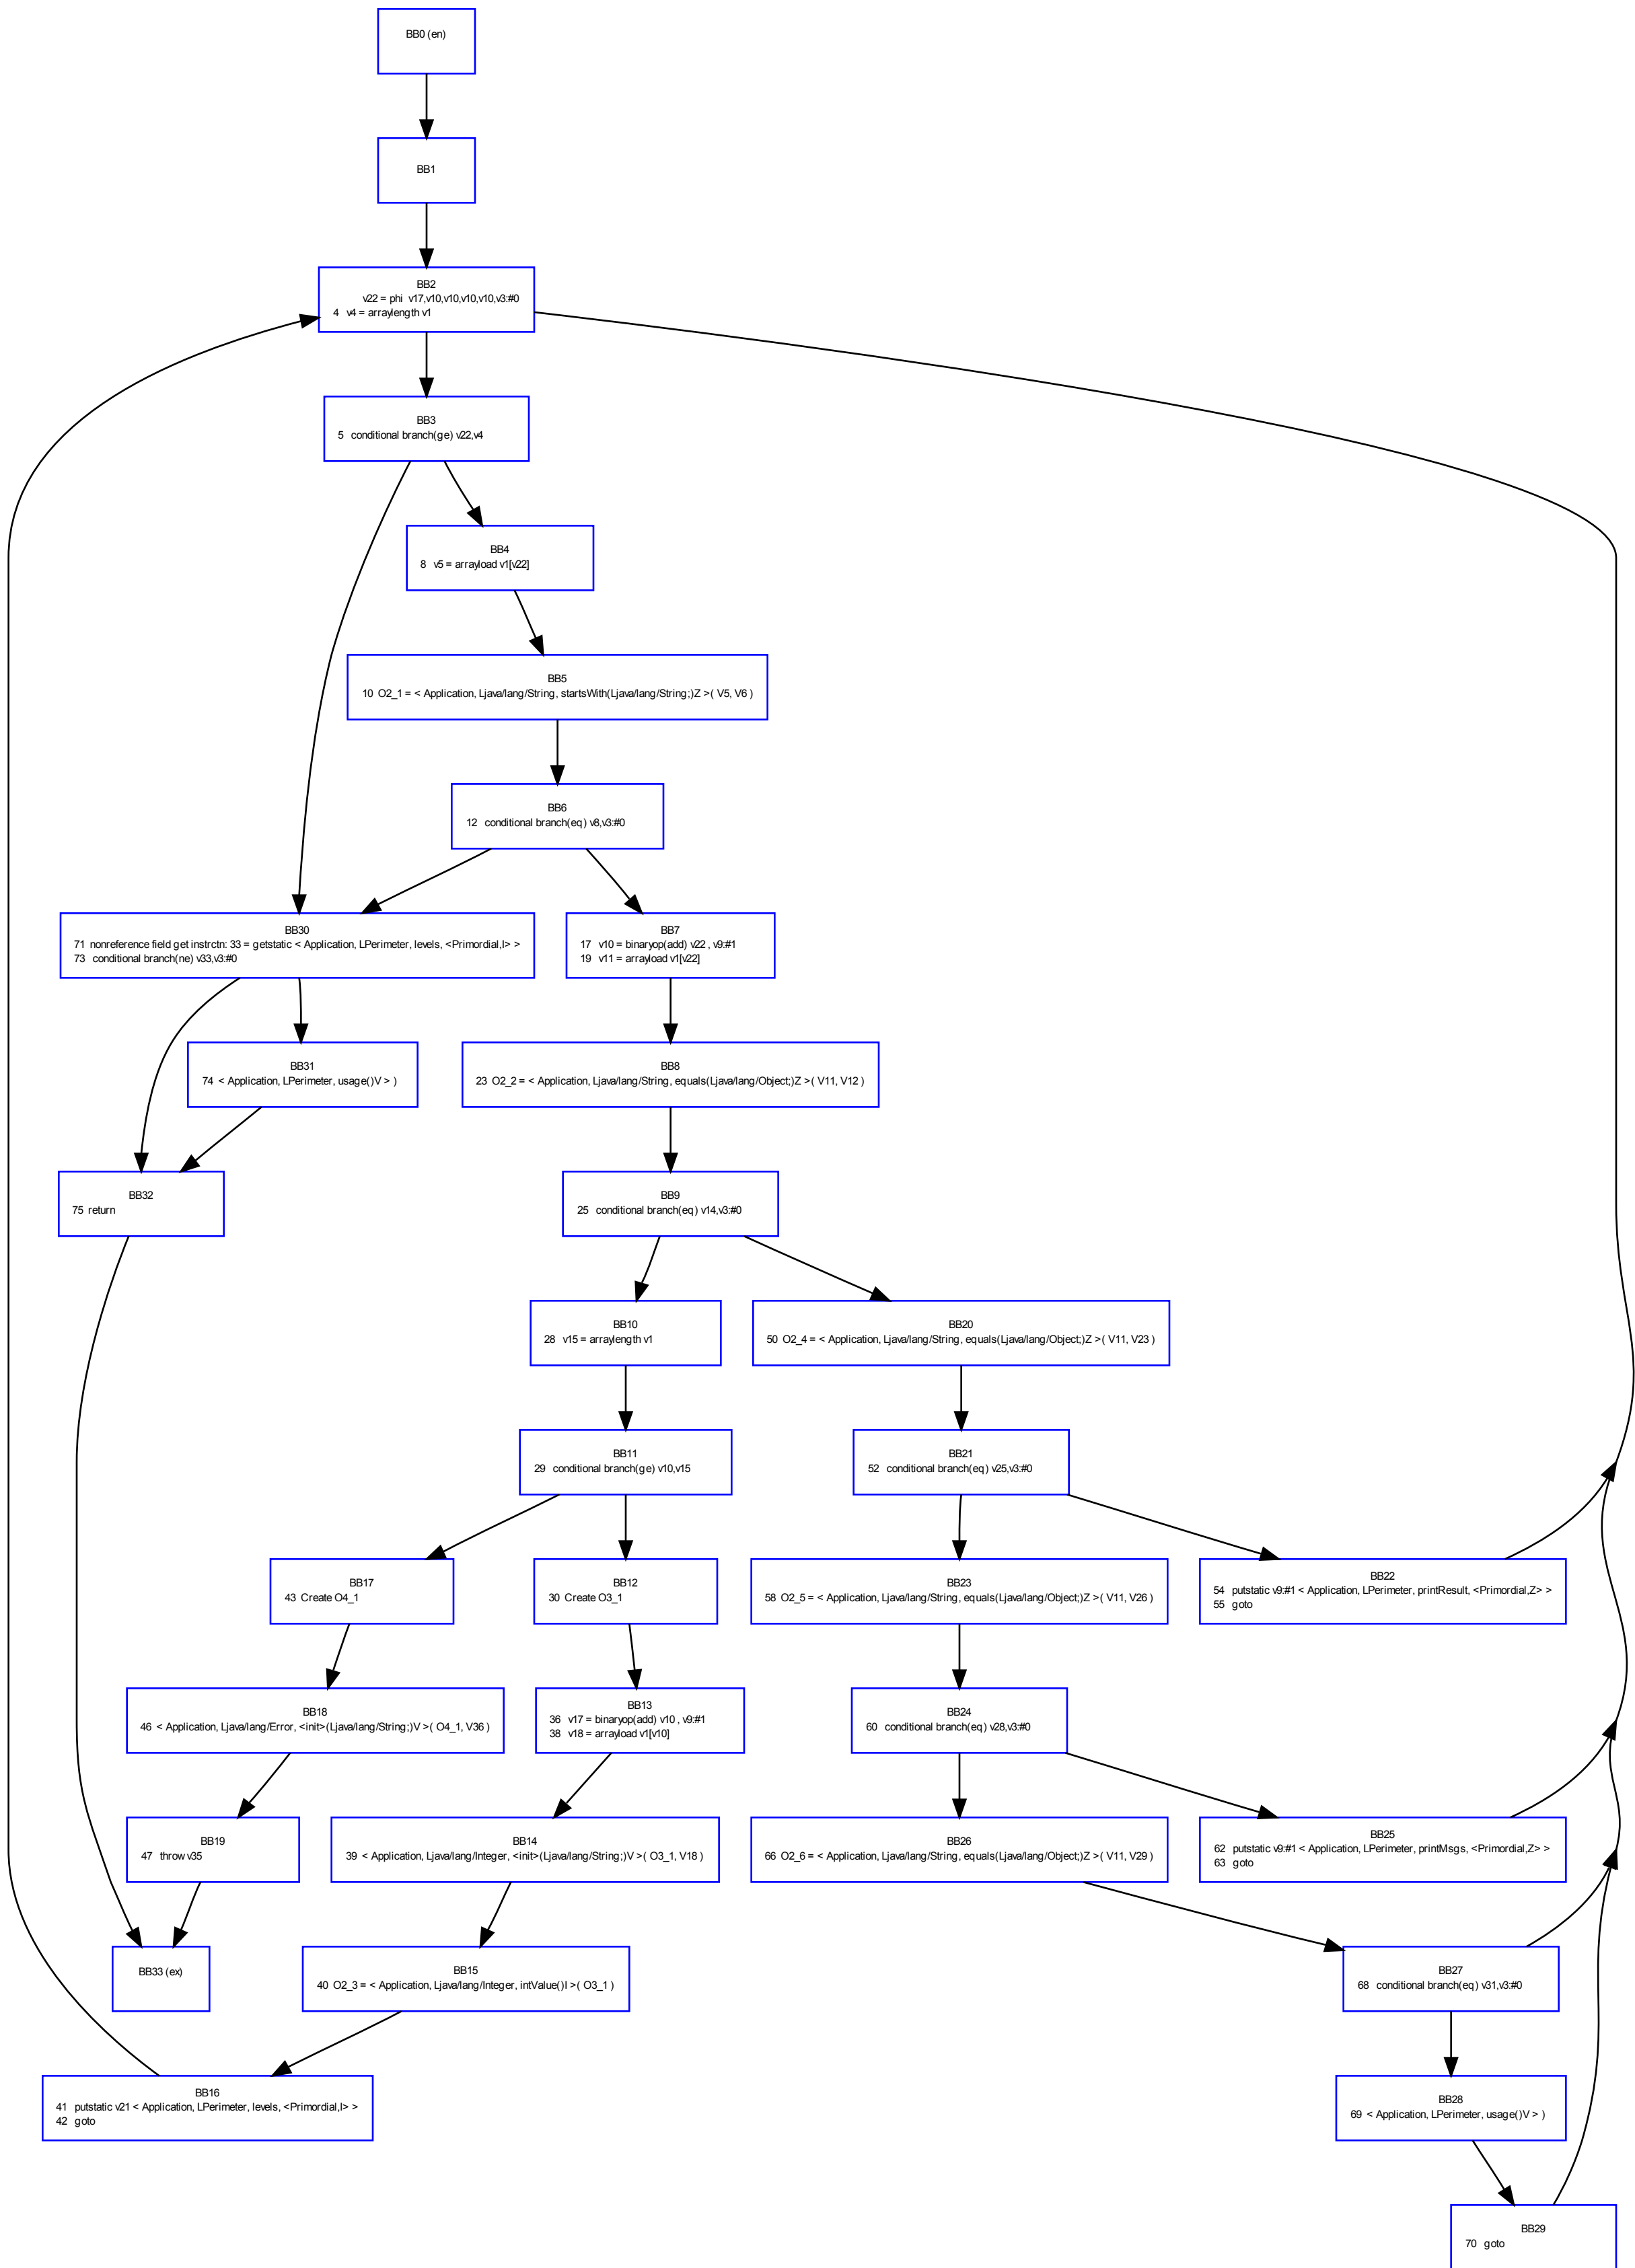 BB0 (en)
BB1
BB2
v22 = phi v17,v10,v10,v10,v10,v3:#0
4 v4 = arraylength v1
BB3
5 conditional branch(ge) v22,v4
BB4
8 v5 = arrayload v1[v22]
BB5
10 O2_1 = < Application, Ljava/lang/String, startsWith(Ljava/lang/String;)Z >( V5, V6 )
BB6
12 conditional branch(eq) v8,v3:#0
BB30
71 nonreference field get instrctn: 33 = getstatic < Application, LPerimeter, levels, <Primordial,I> >
73 conditional branch(ne) v33,v3:#0
BB7
17 v10 = binaryop(add) v22 , v9:#1
19 v11 = arrayload v1[v22]
BB31
74 < Application, LPerimeter, usage()V > )
BB8
23 O2_2 = < Application, Ljava/lang/String, equals(Ljava/lang/Object;)Z >( V11, V12 )
BB32
75 return
BB9
25 conditional branch(eq) v14,v3:#0
BB10
28 v15 = arraylength v1
BB20
50 O2_4 = < Application, Ljava/lang/String, equals(Ljava/lang/Object;)Z >( V11, V23 )
BB11
29 conditional branch(ge) v10,v15
BB21
52 conditional branch(eq) v25,v3:#0
BB17
43 Create O4_1
BB12
30 Create O3_1
BB23
58 O2_5 = < Application, Ljava/lang/String, equals(Ljava/lang/Object;)Z >( V11, V26 )
BB22
54 putstatic v9:#1 < Application, LPerimeter, printResult, <Primordial,Z> >
55 goto
BB18
46 < Application, Ljava/lang/Error, <init>(Ljava/lang/String;)V >( O4_1, V36 )
BB13
36 v17 = binaryop(add) v10 , v9:#1
38 v18 = arrayload v1[v10]
BB24
60 conditional branch(eq) v28,v3:#0
BB19
47 throw v35
BB14
39 < Application, Ljava/lang/Integer, <init>(Ljava/lang/String;)V >( O3_1, V18 )
BB26
66 O2_6 = < Application, Ljava/lang/String, equals(Ljava/lang/Object;)Z >( V11, V29 )
BB25
62 putstatic v9:#1 < Application, LPerimeter, printMsgs, <Primordial,Z> >
63 goto
BB33 (ex)
BB15
40 O2_3 = < Application, Ljava/lang/Integer, intValue()I >( O3_1 )
BB27
68 conditional branch(eq) v31,v3:#0
BB16
41 putstatic v21 < Application, LPerimeter, levels, <Primordial,I> >
42 goto
BB28
69 < Application, LPerimeter, usage()V > )
BB29
70 goto